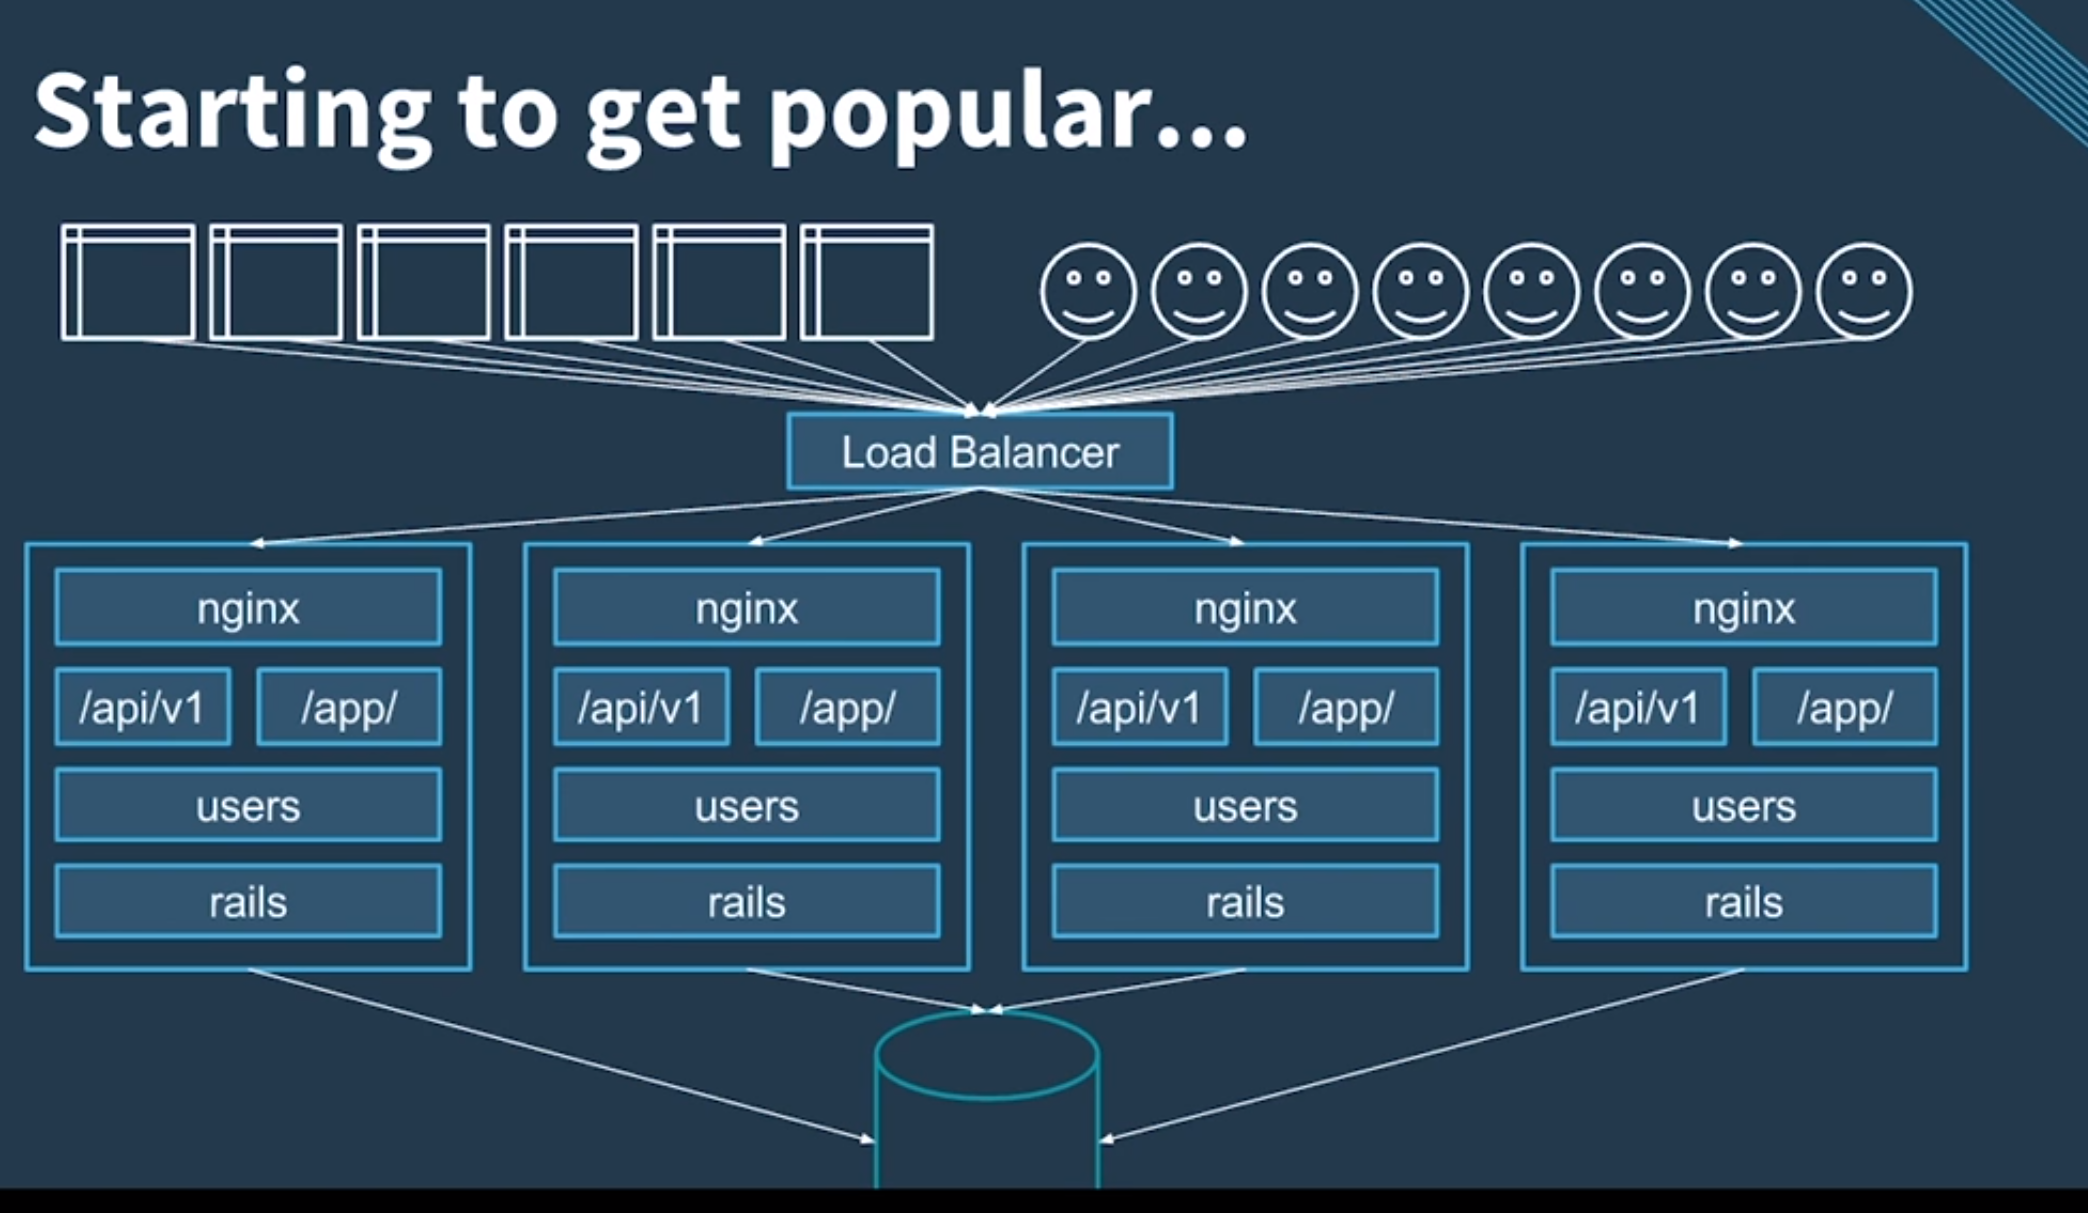 Starting to get popular...
Load Balancer
nginx nginx nginx nginx
/api/v1 /app/ /api/v1 /app/ /api/v1 /app/ /api/v1 /app/
users users users users
rails rails rails rails